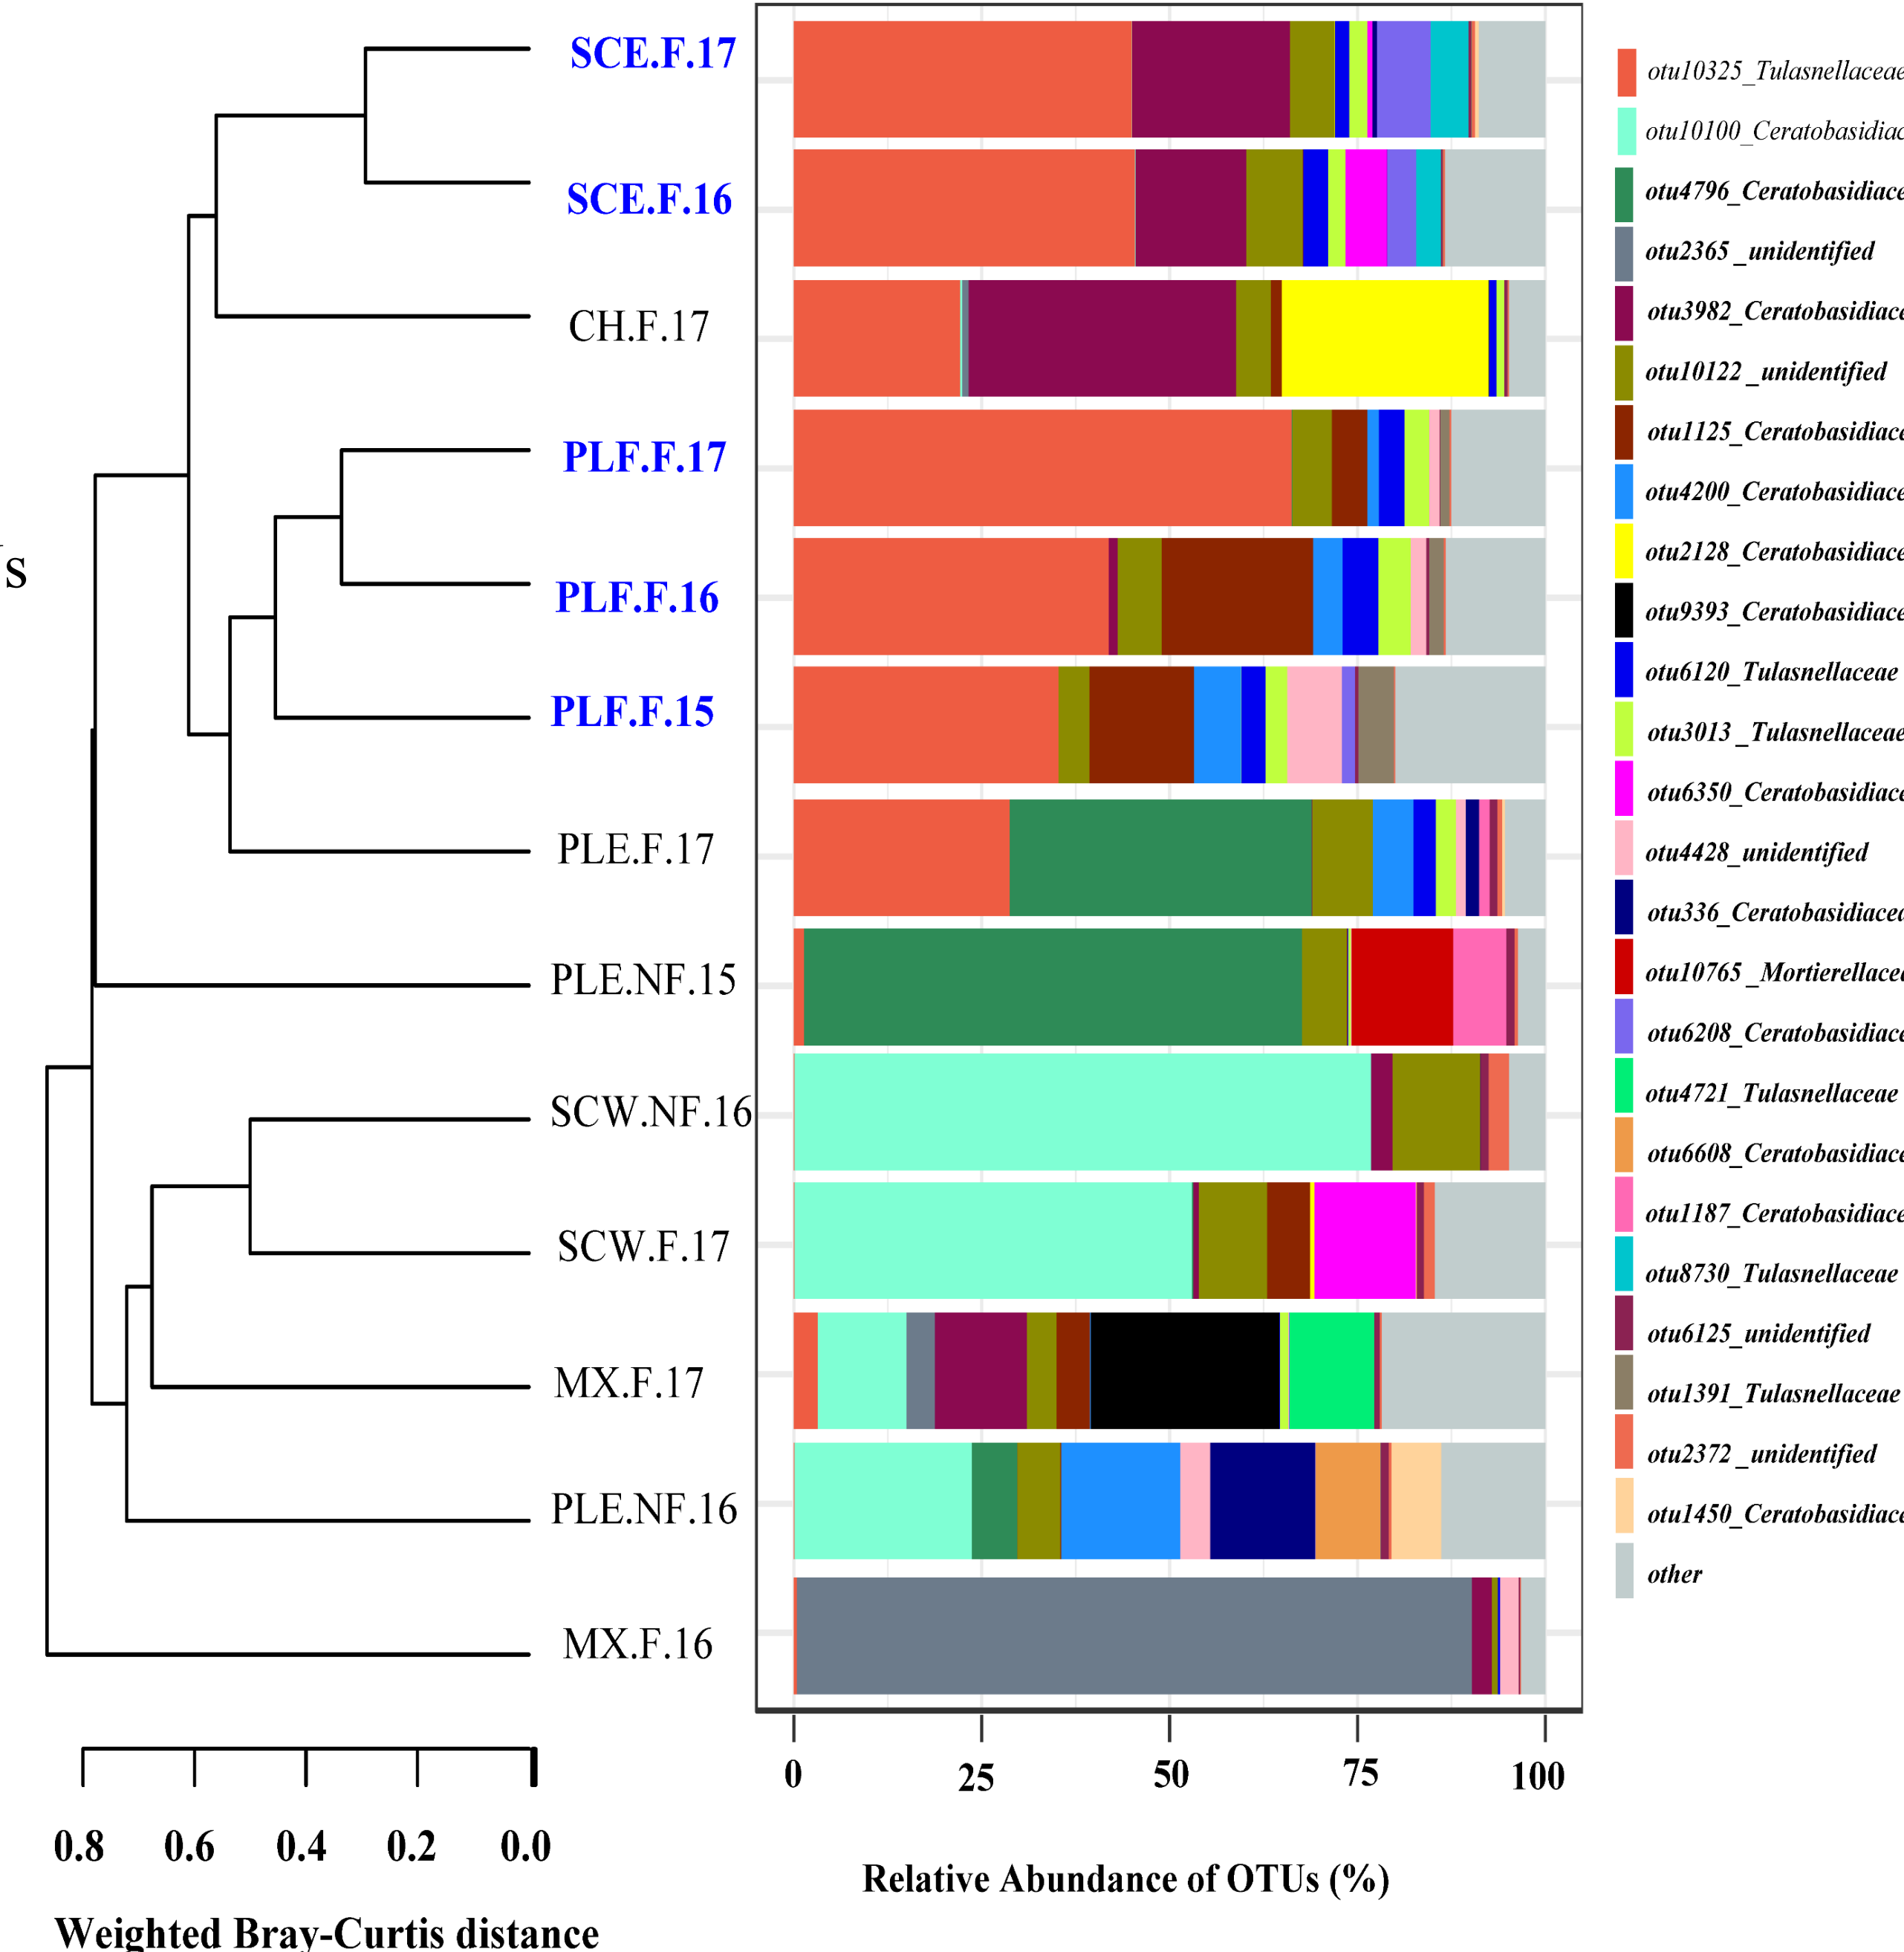 SCE.F.17
SCE.F.16
CH.F.17
PLF.F.17
PLF.F.16
s
PLF.F.15
PLE.F.17
PLE.NF.15
SCW.NF.16
SCW.F.17
MX.F.17
PLE.NF.16
MX.F.16
0.8 0.6 0.4 0.2 0.0
Weighted Bray-Curtis distance
0 25 50 75 100
Relative Abundance of OTUs (%)
otu10325_Tulasnellaceae
otu10100_Ceratobasidiac
otu4796_Ceratobasidiace
otu2365_unidentified
otu3982_Ceratobasidiace
otu10122_unidentified
otu1125_Ceratobasidiace
otu4200_Ceratobasidiace
otu2128_Ceratobasidiace
otu9393_Ceratobasidiace
otu6120_Tulasnellaceae
otu3013_Tulasnellaceae
otu6350_Ceratobasidiace
otu4428_unidentified
otu336_Ceratobasidiacea
otu10765_Mortierellacea
otu6208_Ceratobasidiace
otu4721_Tulasnellaceae
otu6608_Ceratobasidiace
otu1187_Ceratobasidiace
otu8730_Tulasnellaceae
otu6125_unidentified
otu1391_Tulasnellaceae
otu2372_unidentified
otu1450_Ceratobasidiace
other